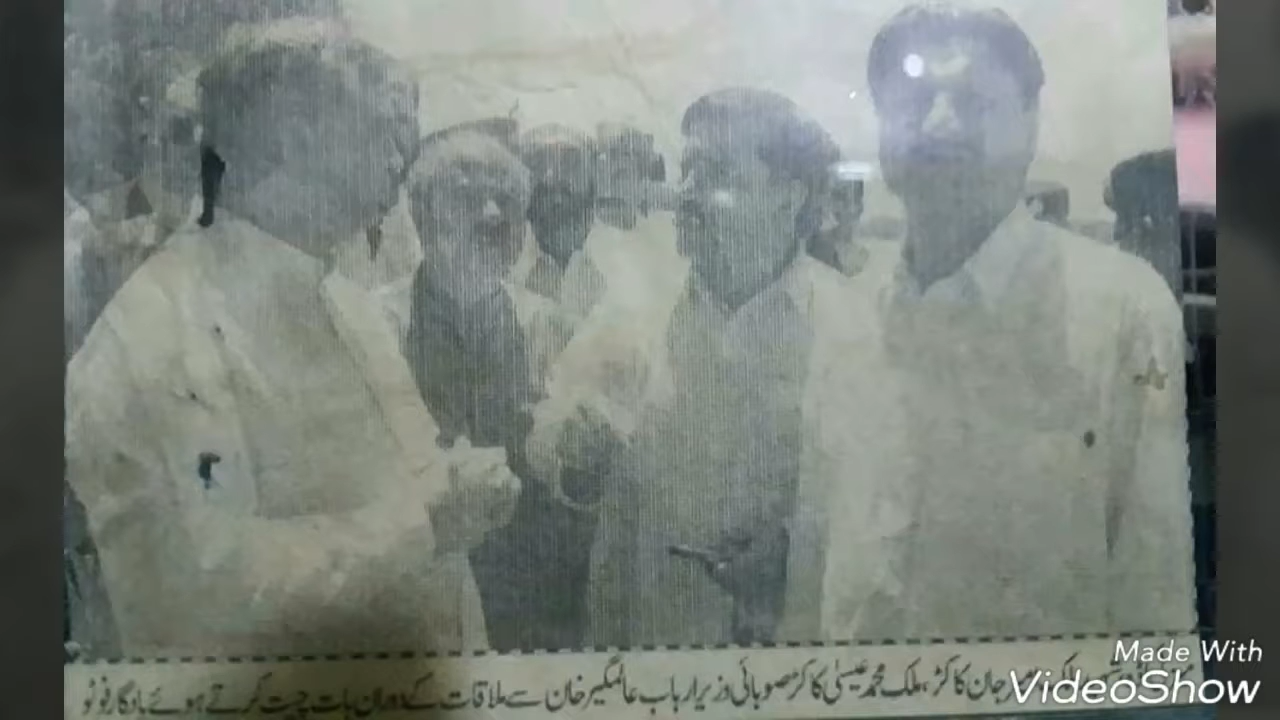 جان کاکڑ، ملک محمد عیسیٰ کاکڑ صوبائی وزیر ارباب عالمگیر خان سے ملاقات کے دوران بات چیت کرتے ہوئے یادگار فوٹو
Made With
VideoShow